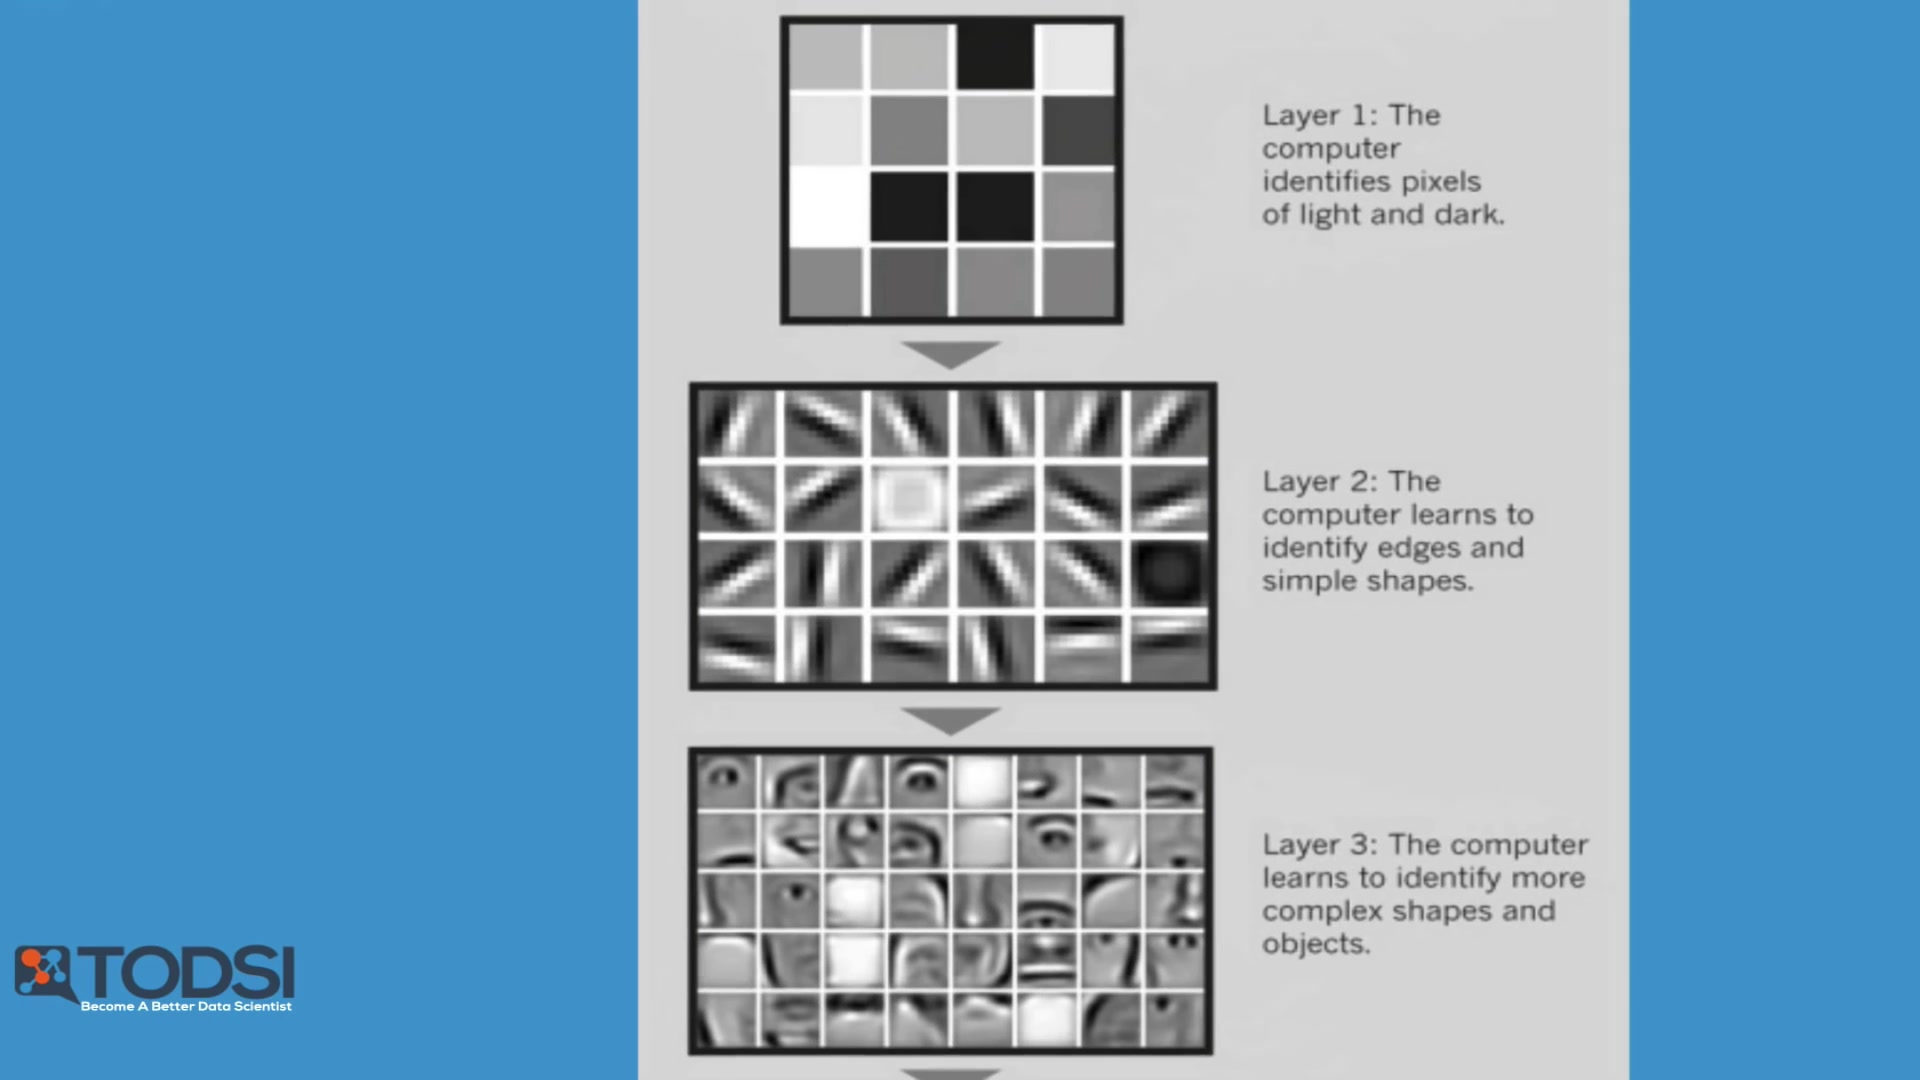 Layer 1: The
computer
identifies pixels
of light and dark.
Layer 2: The
computer learns to
identify edges and
simple shapes.
Layer 3: The computer
learns to identify more
complex shapes and
objects.
TODSI
Become A Better Data Scientist